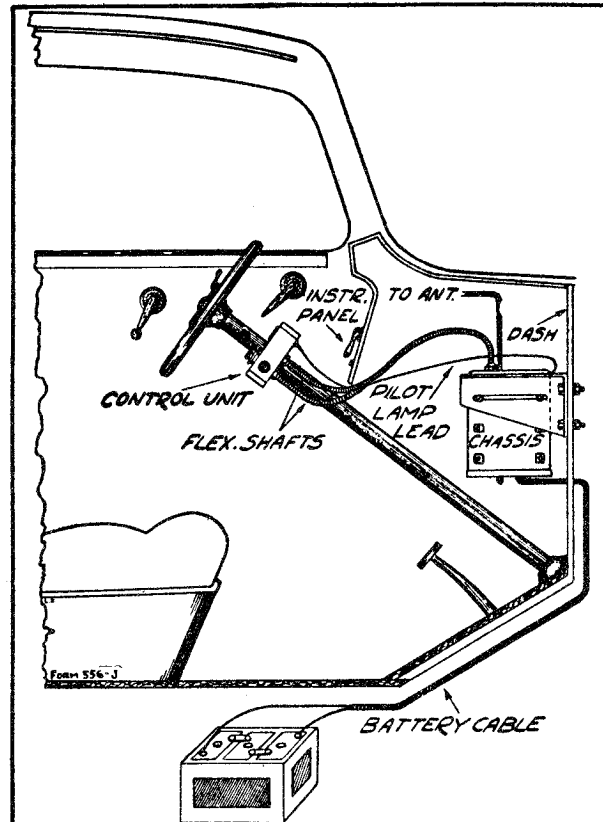 INSTR.
PANEL
TO ANT.
DASH
CONTROL UNIT
PILOT
LAMP
LEAD
FLEX. SHAFTS
CHASSIS
FORM 556-J
BATTERY CABLE